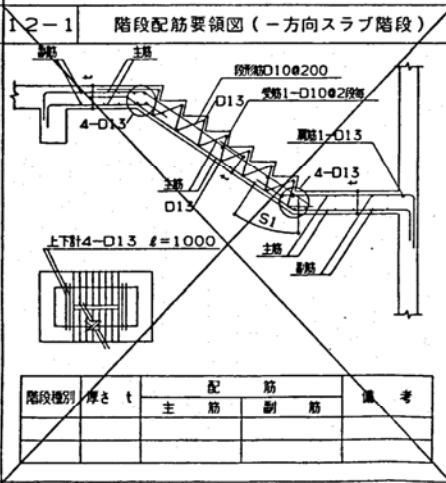 12-1 階段配筋要領図(一方向スラブ階段)
副筋 主筋
段形筋D10@200
D13
受筋1-D10@2段毎
4-D13
肩筋1-D13
t
主筋
t
D13
4-D13
t
S1
主筋
副筋
上下計4-D13 ℓ=1000
階段種別 厚さ t 配筋 備考
主筋 副筋